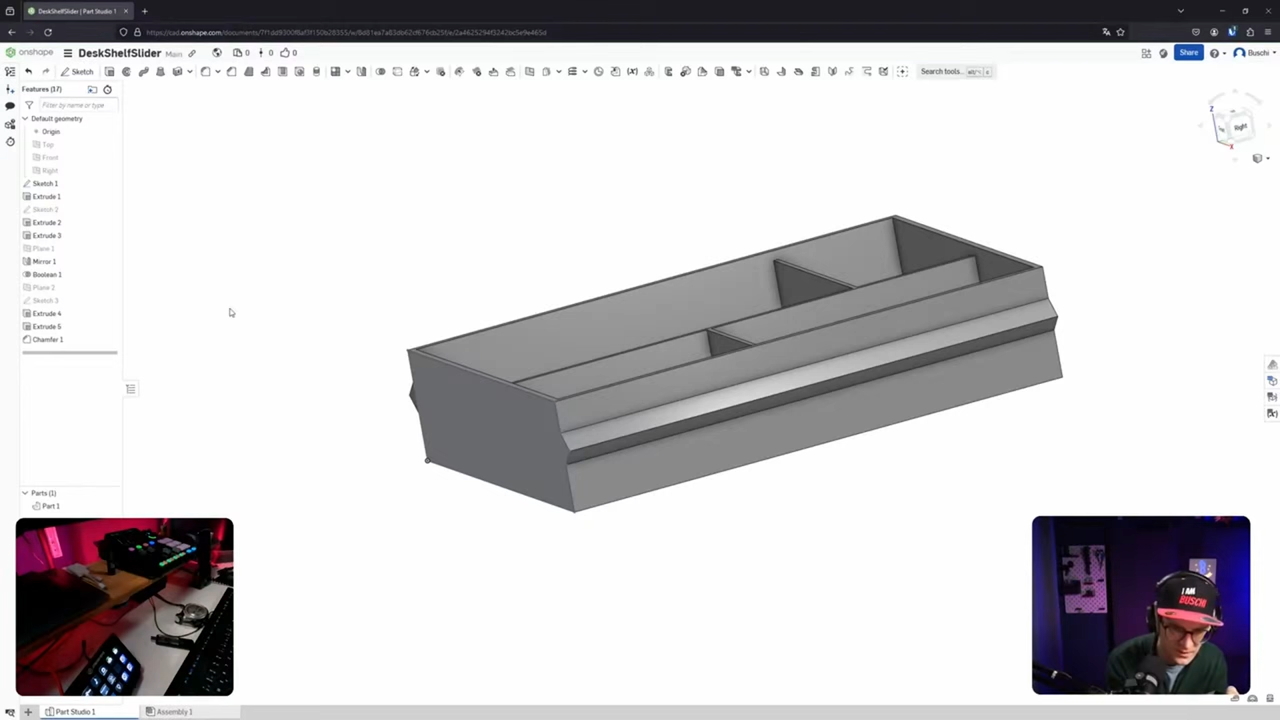 DeskShelfSlider | Part Studio 1
onshape
DeskShelfSlider
Main
0
0
0
Share
Buschi
Sketch
Search tools...
Features (17)
Filter by name or type
Default geometry
Origin
Top
Front
Right
Sketch 1
Extrude 1
Sketch 2
Extrude 2
Extrude 3
Plane 1
Mirror 1
Boolean 1
Plane 2
Sketch 3
Extrude 4
Extrude 5
Chamfer 1
Z
Right
X
Parts (1)
Part 1
I AM
BUSCHI
Part Studio 1
Assembly 1